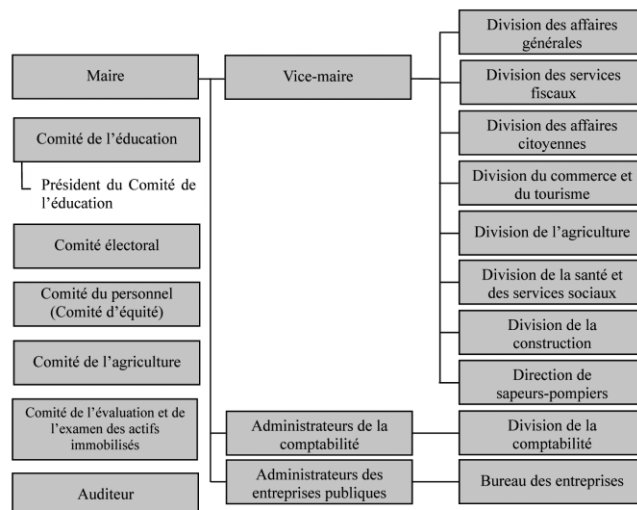 Maire
Comité de l'éducation
Président du Comité de
l'éducation
Comité électoral
Comité du personnel
(Comité d'équité)
Comité de l'agriculture
Comité de l'évaluation et de
l'examen des actifs
immobilisés
Auditeur
Vice-maire
Administrateurs de la
comptabilité
Administrateurs des
entreprises publiques
Division des affaires
générales
Division des services
fiscaux
Division des affaires
citoyennes
Division du commerce et
du tourisme
Division de l'agriculture
Division de la santé et
des services sociaux
Division de la
construction
Direction de
sapeurs-pompiers
Division de la
comptabilité
Bureau des entreprises